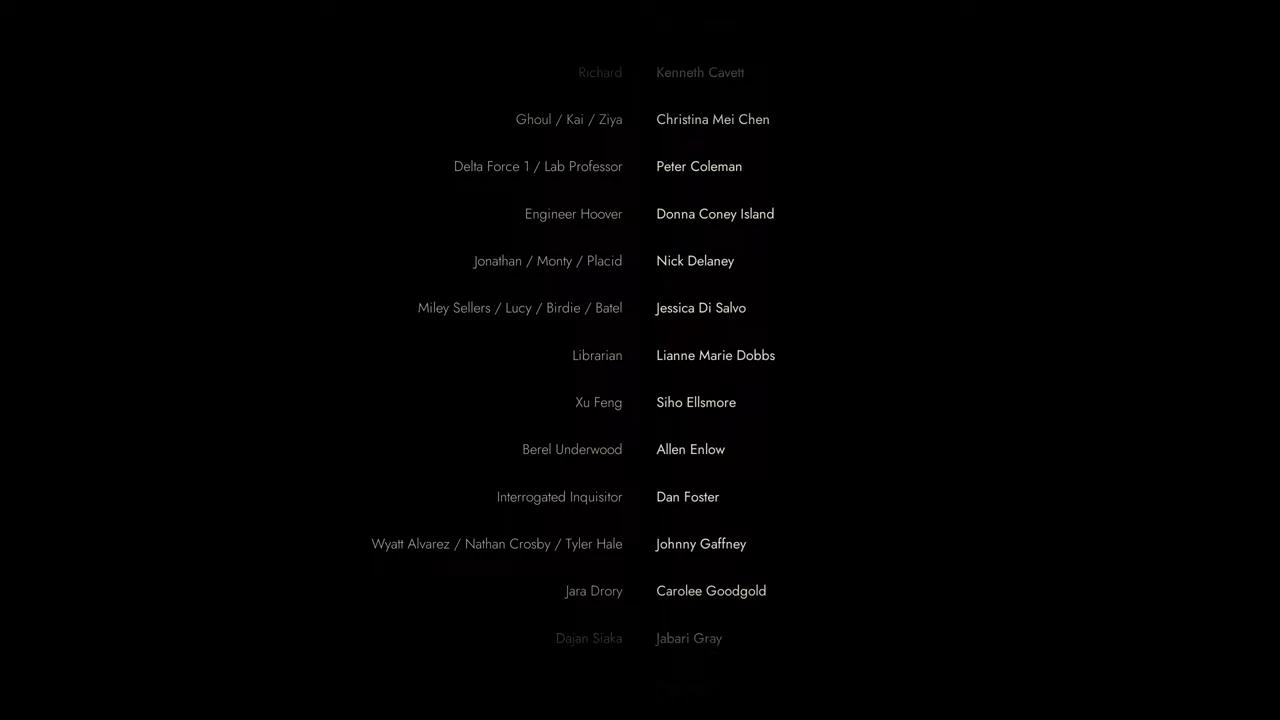 Richard Kenneth Cavett
Ghoul / Kai / Ziya Christina Mei Chen
Delta Force 1 / Lab Professor Peter Coleman
Engineer Hoover Donna Coney Island
Jonathan / Monty / Placid Nick Delaney
Miley Sellers / Lucy / Birdie / Batel Jessica Di Salvo
Librarian Lianne Marie Dobbs
Xu Feng Siho Ellsmore
Berel Underwood Allen Enlow
Interrogated Inquisitor Dan Foster
Wyatt Alvarez / Nathan Crosby / Tyler Hale Johnny Gaffney
Jara Drory Carolee Goodgold
Dajan Siaka Jabari Gray